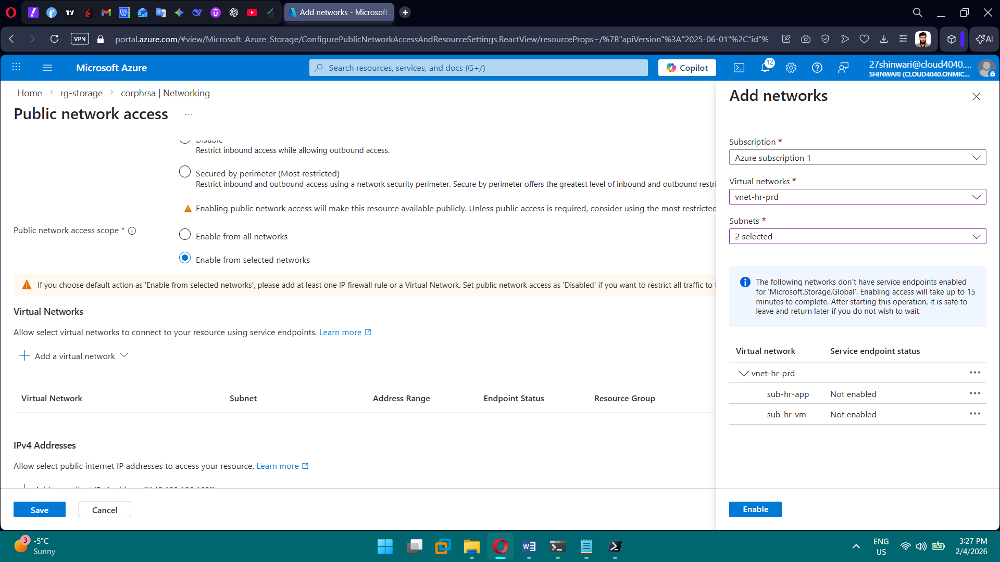 Add networks - Microsoft
VPN
portal.azure.com/#view/Microsoft_Azure_Storage/ConfigurePublicNetworkAccessAndResourceSettings.ReactView/resourceProps~/%7B"apiVersion"%3A"2025-06-01"%2C"id"%
AI
Microsoft Azure
Search resources, services, and docs (G+/)
Copilot
12
27shinwari@cloud4040....
SHINWARI (CLOUD4040.ONMIC...
Home > rg-storage > corphrsa | Networking
Public network access
...
Disable
Restrict inbound access while allowing outbound access.
Secured by perimeter (Most restricted)
Restrict inbound and outbound access using a network security perimeter. Secure by perimeter offers the greatest level of inbound and outbound restri
Enabling public network access will make this resource available publicly. Unless public access is required, consider using the most restricted
Public network access scope *
Enable from all networks
Enable from selected networks
If you choose default action as 'Enable from selected networks', please add at least one IP firewall rule or a Virtual Network. Set public network access as 'Disabled' if you want to restrict all traffic to
Virtual Networks
Allow select virtual networks to connect to your resource using service endpoints. Learn more
Add a virtual network
Virtual Network Subnet Address Range Endpoint Status Resource Group
IPv4 Addresses
Allow select public internet IP addresses to access your resource. Learn more
Save
Cancel
Add networks
Subscription *
Azure subscription 1
Virtual networks *
vnet-hr-prd
Subnets *
2 selected
The following networks don't have service endpoints enabled
for 'Microsoft.Storage.Global'. Enabling access will take up to 15
minutes to complete. After starting this operation, it is safe to
leave and return later if you do not wish to wait.
Virtual network Service endpoint status
vnet-hr-prd
sub-hr-app Not enabled
sub-hr-vm Not enabled
Enable
3
-5°C
Sunny
ENG
US
3:27 PM
2/4/2026